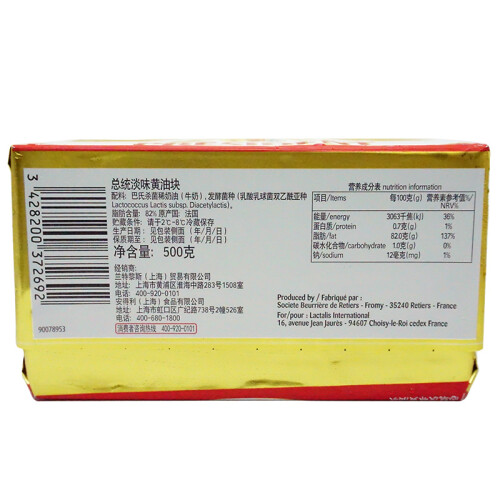 总统淡味黄油块
配料: 巴氏杀菌稀奶油（牛奶）, 发酵菌种（乳酸乳球菌双乙酰亚种
Lactococcus Lactis subsp. Diacetylactis)。
脂肪含量: 82% 原产国: 法国
贮藏条件: 请于2℃~8℃冷藏保存
生产日期: 见包装侧面（年/月/日）
保质期至: 见包装侧面（年/月/日）
净含量: 500克
经销商:
兰特黎斯（上海）贸易有限公司
地址: 上海市黄浦区淮海中路283号1508室
电话: 400-920-0101
安得利（上海）食品有限公司
地址: 上海市虹口区广纪路738号2幢526室
电话: 400-680-1800
消费者咨询热线 400-920-0101
3 428200 372692
90078953
营养成分表 nutrition information
项目/Items 每100克(g) 营养素参考值%/NRV%
能量/energy 3063千焦(kJ) 36%
蛋白质/protein 0.7克(g) 1%
脂肪/fat 82.0克(g) 137%
碳水化合物/carbohydrate 1.0克(g) 0%
钠/sodium 12毫克(mg) 1%
Produced by / Fabriqué par :
Societe Beurrière de Retiers - Fromy - 35240 Retiers - France
For/pour : Lactalis International
16, avenue Jean Jaurès - 94607 Choisy-le-Roi cedex France